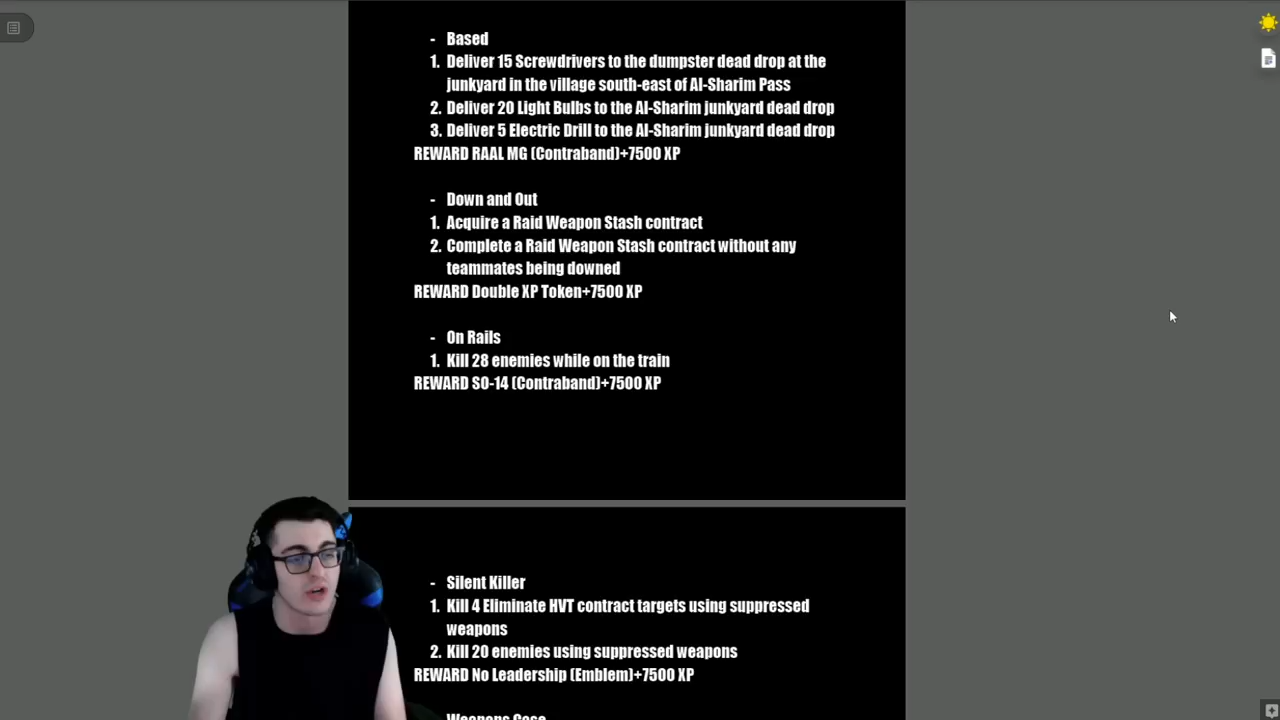 - Based
1. Deliver 15 Screwdrivers to the dumpster dead drop at the
junkyard in the village south-east of Al-Sharim Pass
2. Deliver 20 Light Bulbs to the Al-Sharim junkyard dead drop
3. Deliver 5 Electric Drill to the Al-Sharim junkyard dead drop
REWARD RAAL MG (Contraband)+7500 XP
- Down and Out
1. Acquire a Raid Weapon Stash contract
2. Complete a Raid Weapon Stash contract without any
teammates being downed
REWARD Double XP Token+7500 XP
- On Rails
1. Kill 28 enemies while on the train
REWARD SO-14 (Contraband)+7500 XP
- Silent Killer
1. Kill 4 Eliminate HVT contract targets using suppressed
weapons
2. Kill 20 enemies using suppressed weapons
REWARD No Leadership (Emblem)+7500 XP
Weapons Case